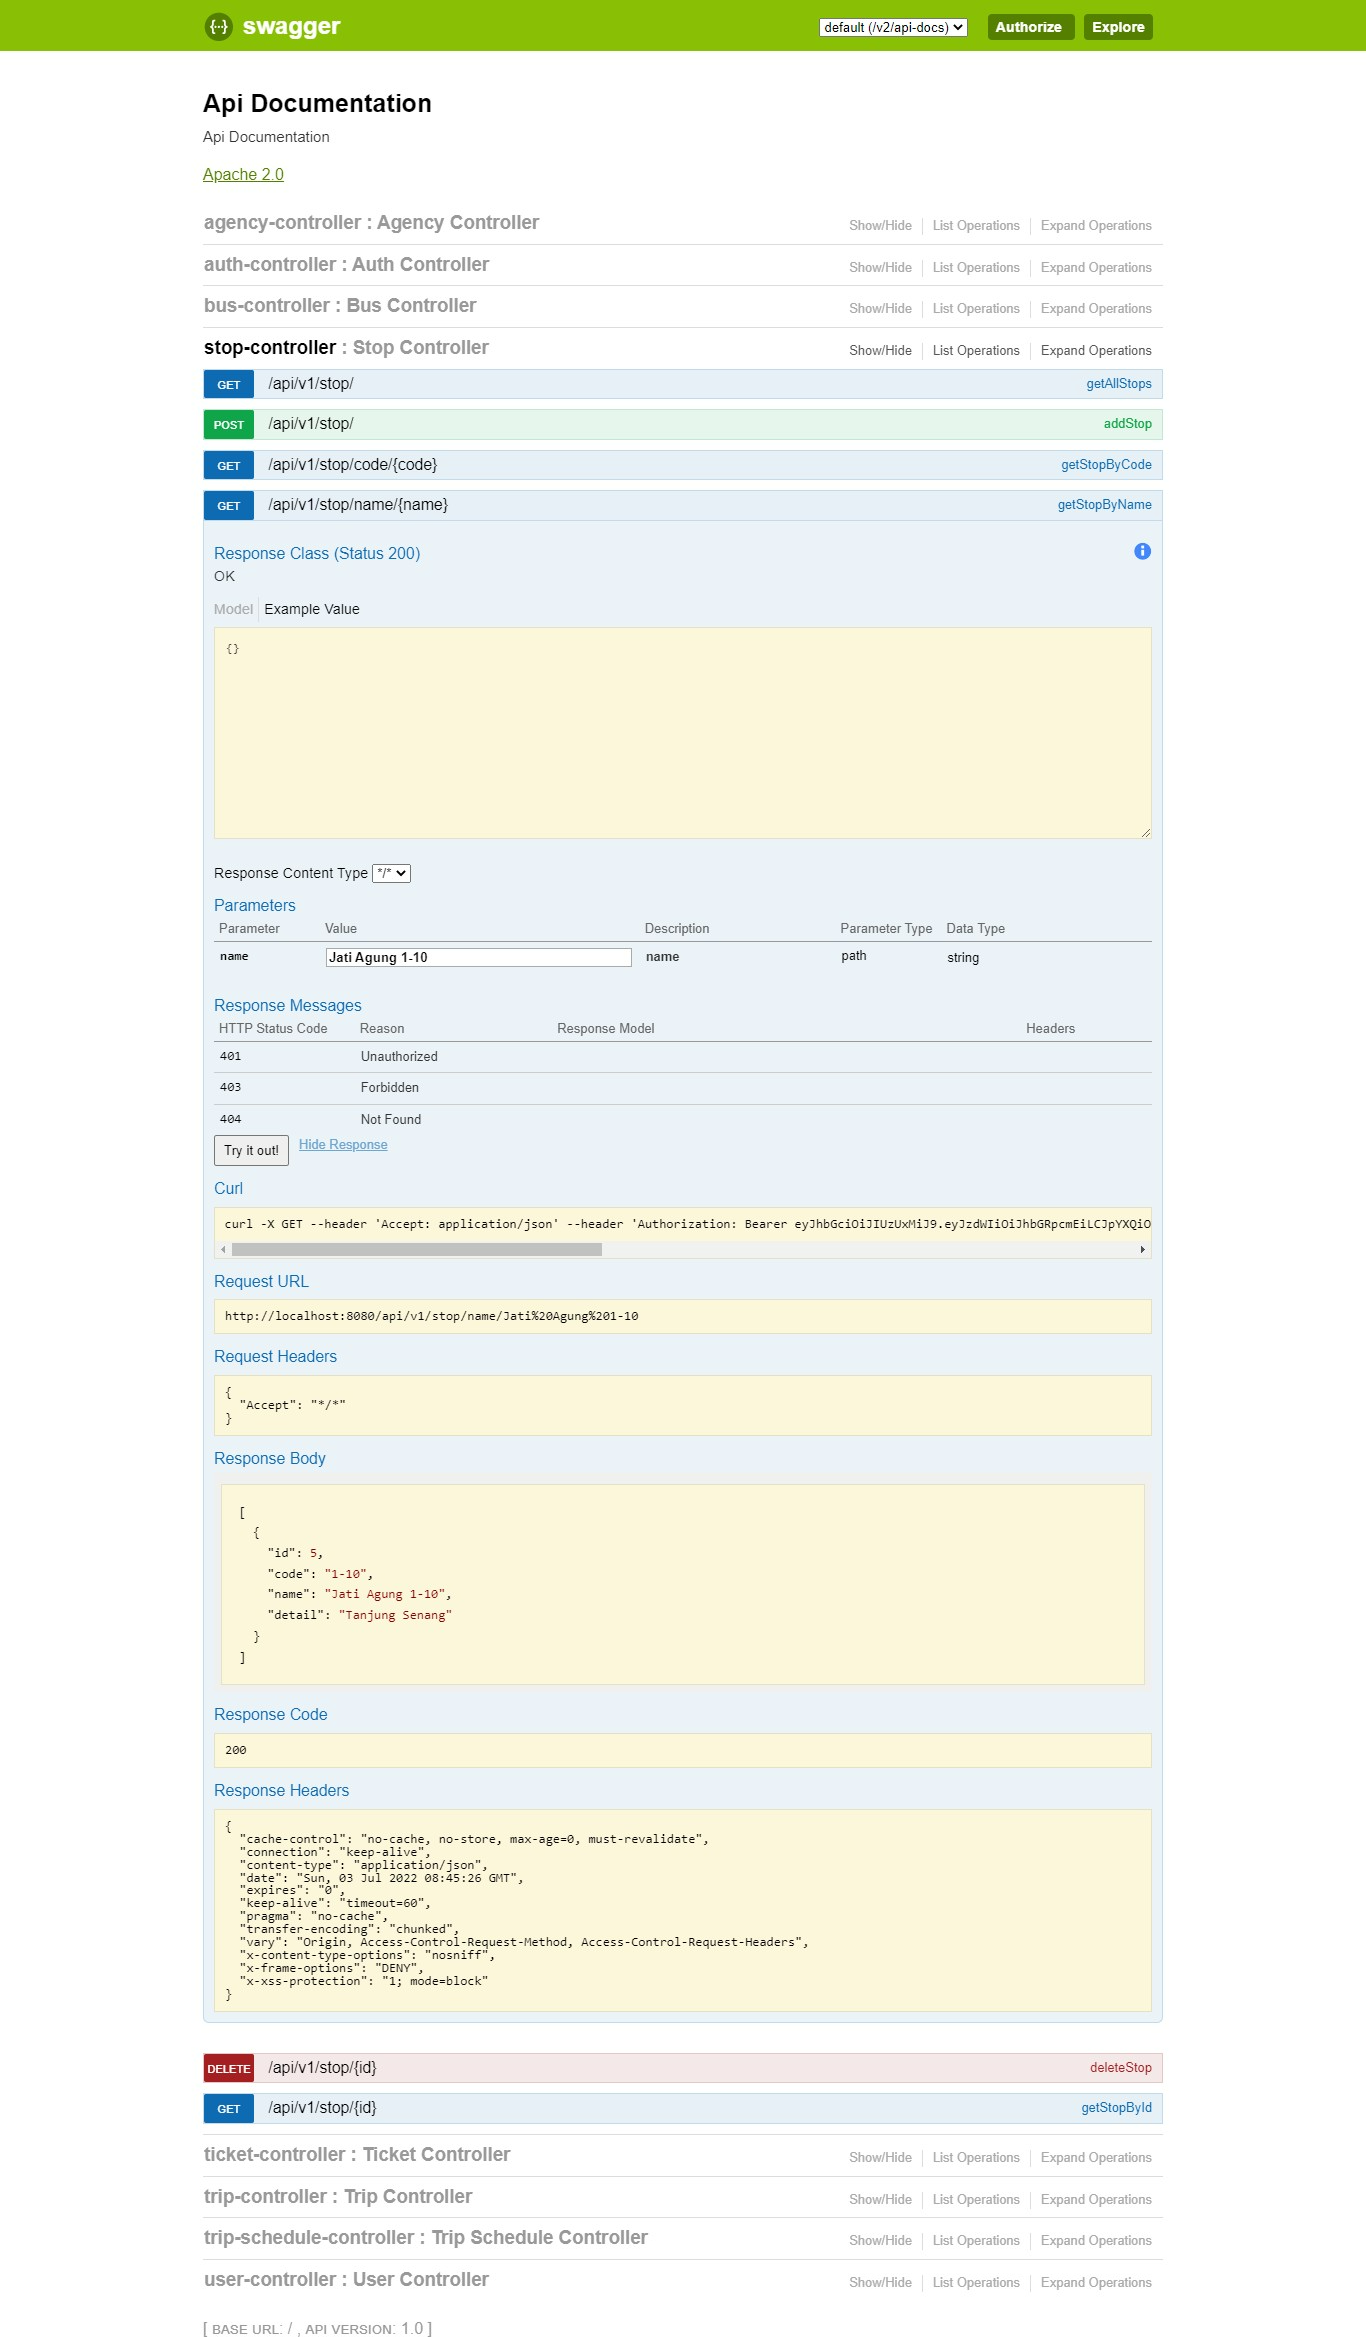 swagger
default (/v2/api-docs)
Authorize
Explore
Api Documentation
Api Documentation
Apache 2.0
agency-controller : Agency Controller Show/Hide List Operations Expand Operations
auth-controller : Auth Controller Show/Hide List Operations Expand Operations
bus-controller : Bus Controller Show/Hide List Operations Expand Operations
stop-controller : Stop Controller Show/Hide List Operations Expand Operations
GET /api/v1/stop/ getAllStops
POST /api/v1/stop/ addStop
GET /api/v1/stop/code/{code} getStopByCode
GET /api/v1/stop/name/{name} getStopByName
Response Class (Status 200)
OK
Model Example Value
{}
Response Content Type */*
Parameters
Parameter Value Description Parameter Type Data Type
name Jati Agung 1-10 name path string
Response Messages
HTTP Status Code Reason Response Model Headers
401 Unauthorized
403 Forbidden
404 Not Found
Try it out! Hide Response
Curl
curl -X GET --header 'Accept: application/json' --header 'Authorization: Bearer eyJhbGciOiJIUzUxMiJ9.eyJzdWIiOiJhbGRpcmEiLCJpYXQiO
Request URL
http://localhost:8080/api/v1/stop/name/Jati%20Agung%201-10
Request Headers
{
"Accept": "*/*"
}
Response Body
[
{
"id": 5,
"code": "1-10",
"name": "Jati Agung 1-10",
"detail": "Tanjung Senang"
}
]
Response Code
200
Response Headers
{
"cache-control": "no-cache, no-store, max-age=0, must-revalidate",
"connection": "keep-alive",
"content-type": "application/json",
"date": "Sun, 03 Jul 2022 08:45:26 GMT",
"expires": "0",
"keep-alive": "timeout=60",
"pragma": "no-cache",
"transfer-encoding": "chunked",
"vary": "Origin, Access-Control-Request-Method, Access-Control-Request-Headers",
"x-content-type-options": "nosniff",
"x-frame-options": "DENY",
"x-xss-protection": "1; mode=block"
}
DELETE /api/v1/stop/{id} deleteStop
GET /api/v1/stop/{id} getStopById
ticket-controller : Ticket Controller Show/Hide List Operations Expand Operations
trip-controller : Trip Controller Show/Hide List Operations Expand Operations
trip-schedule-controller : Trip Schedule Controller Show/Hide List Operations Expand Operations
user-controller : User Controller Show/Hide List Operations Expand Operations
[ BASE URL: / , API VERSION: 1.0 ]